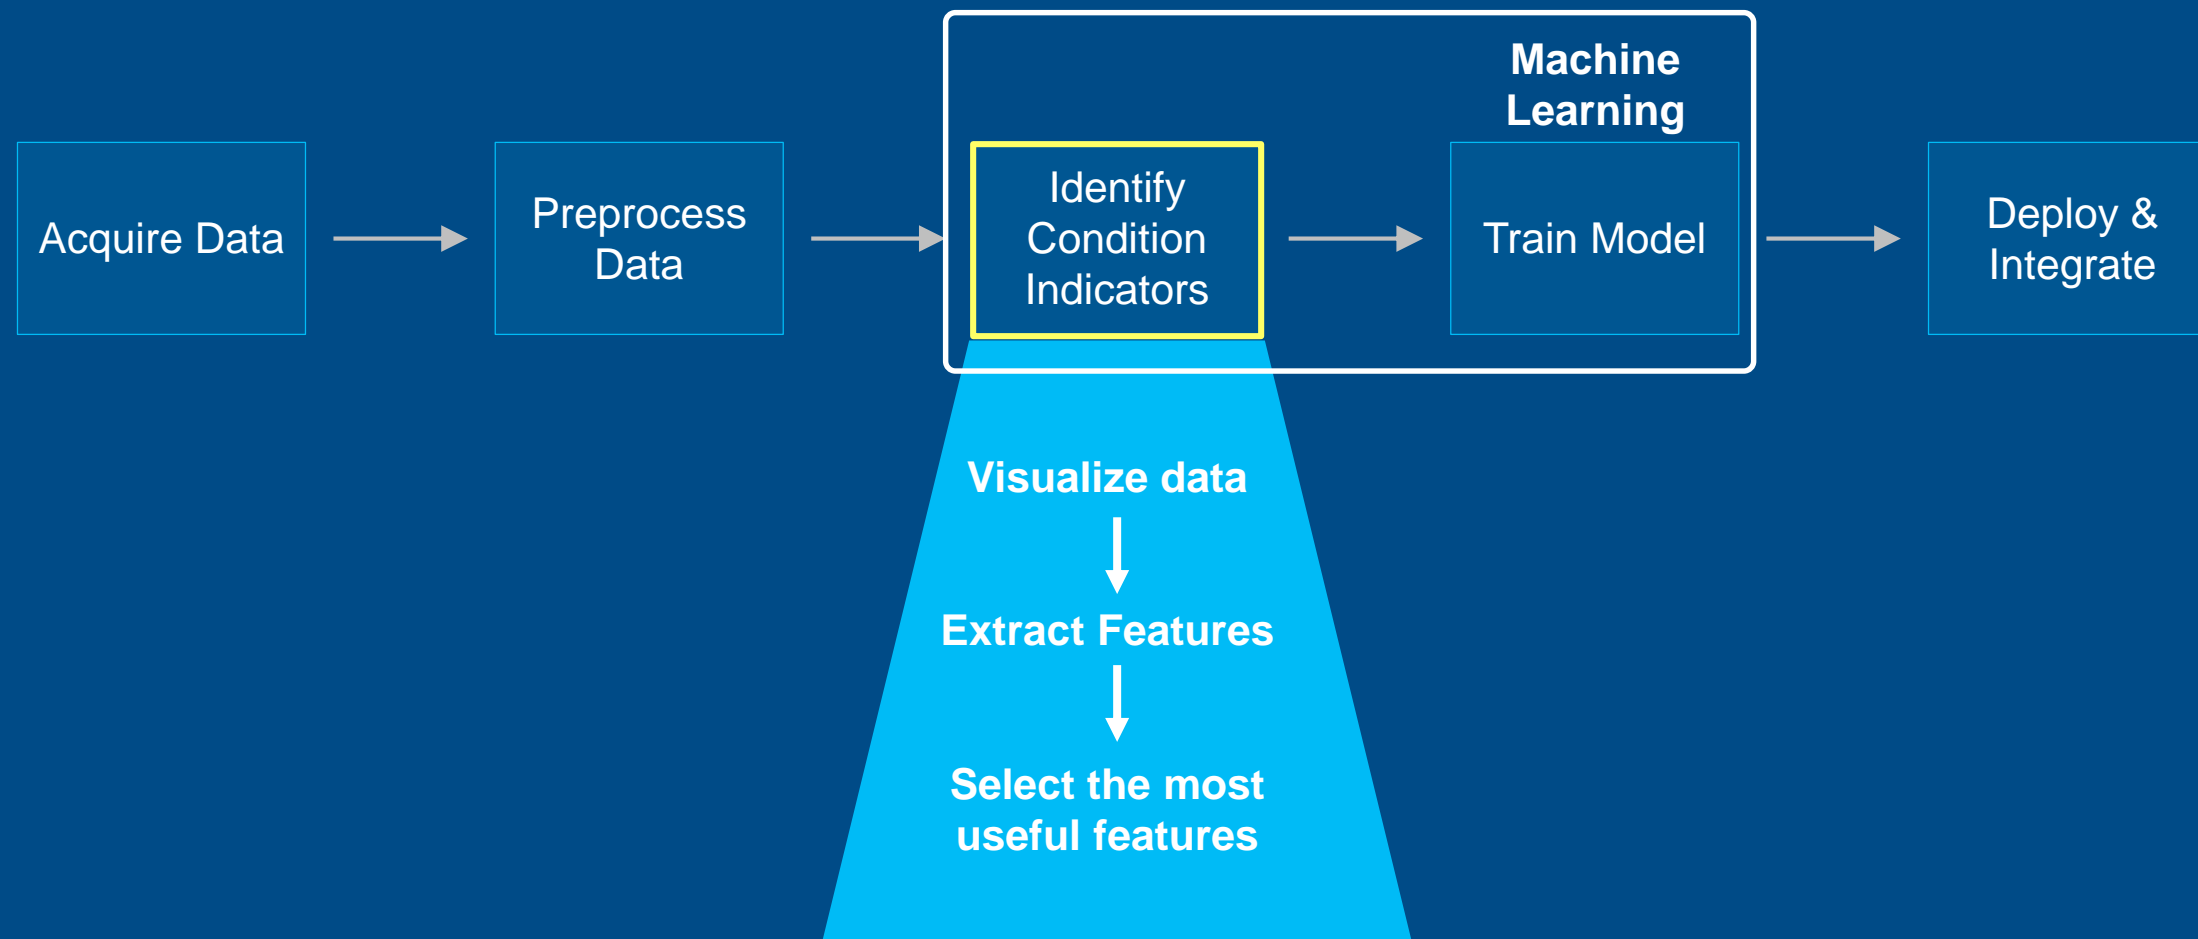 Machine
Learning
Acquire Data
Preprocess
Data
Identify
Condition
Indicators
Train Model
Deploy &
Integrate
Visualize data
Extract Features
Select the most
useful features